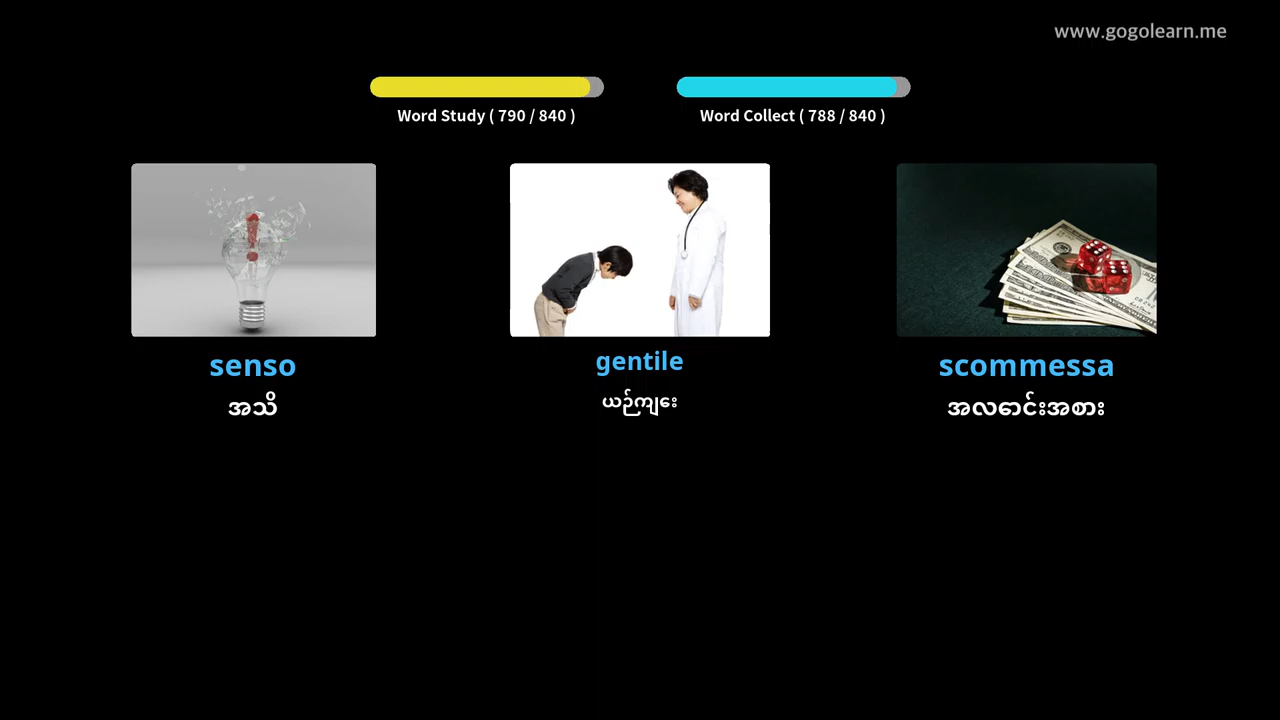 www.gogolearn.me
Word Study ( 790 / 840 )
Word Collect ( 788 / 840 )
senso
gentile
scommessa
အသိ
ယဉ်ကျေး
အလောင်းအစား